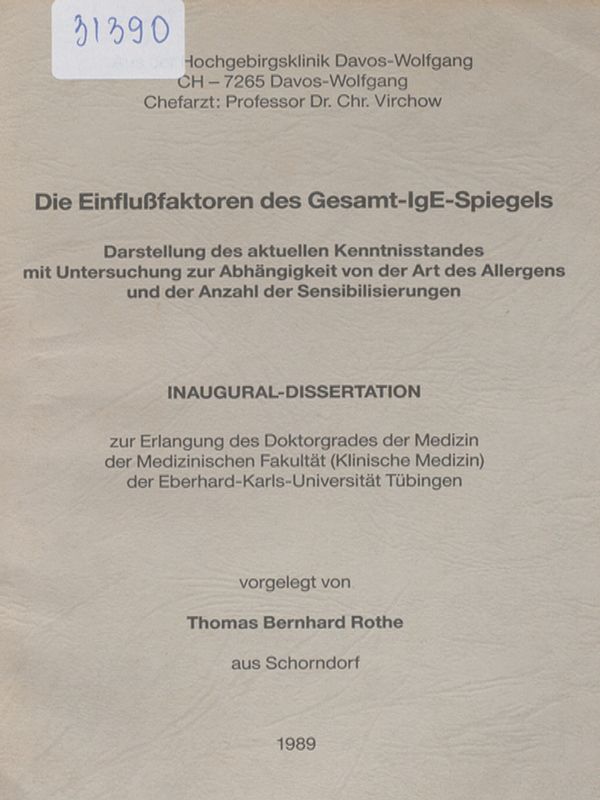 31390
Hochgebirgsklinik Davos-Wolfgang
CH – 7265 Davos-Wolfgang
Chefarzt: Professor Dr. Chr. Virchow
Die Einflußfaktoren des Gesamt-IgE-Spiegels
Darstellung des aktuellen Kenntnisstandes
mit Untersuchung zur Abhängigkeit von der Art des Allergens
und der Anzahl der Sensibilisierungen
INAUGURAL-DISSERTATION
zur Erlangung des Doktorgrades der Medizin
der Medizinischen Fakultät (Klinische Medizin)
der Eberhard-Karls-Universität Tübingen
vorgelegt von
Thomas Bernhard Rothe
aus Schorndorf
1989